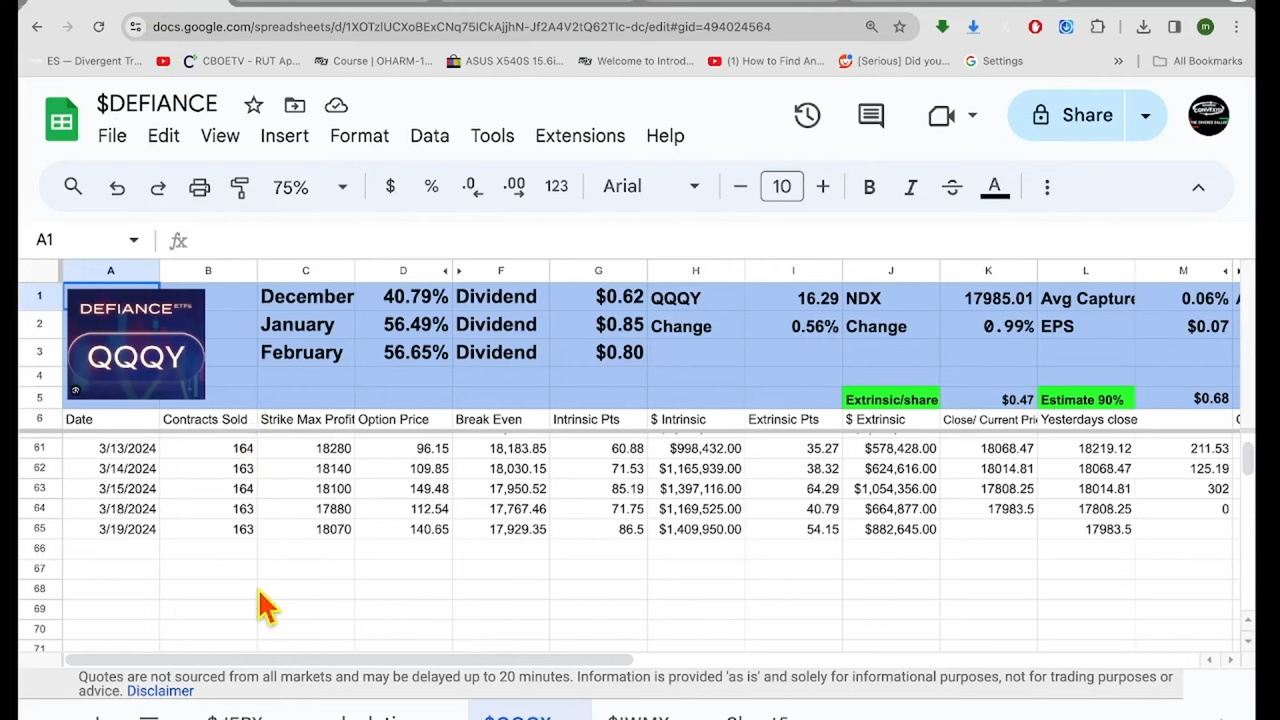 docs.google.com/spreadsheets/d/1XOTzlUCXoBExCNq75ICkAjjhN-Jf2A4V2tQ62TIc-dc/edit#gid=494024564
ES — Divergent Tr... CBOETV – RUT Ap... Course | OHARM-1... ASUS X540S 15.6i... Welcome to Introd... (1) How to Find An... [Serious] Did you... Settings » All Bookmarks
$DEFIANCE
File Edit View Insert Format Data Tools Extensions Help
Share
75% $ % .0 .00 123 Arial 10 B I S A
A1 fx
A B C D F G H I J K L M
1 December 40.79% Dividend $0.62 QQQY 16.29 NDX 17985.01 Avg Capture 0.06%
DEFIANCE ETFS
QQQY
2 January 56.49% Dividend $0.85 Change 0.56% Change 0.99% EPS $0.07
3 February 56.65% Dividend $0.80
4
5 Extrinsic/share $0.47 Estimate 90% $0.68
6 Date Contracts Sold Strike Max Profit Option Price Break Even Intrinsic Pts $ Intrinsic Extrinsic Pts $ Extrinsic Close/ Current Pri Yesterdays close
61 3/13/2024 164 18280 96.15 18,183.85 60.88 $998,432.00 35.27 $578,428.00 18068.47 18219.12 211.53
62 3/14/2024 163 18140 109.85 18,030.15 71.53 $1,165,939.00 38.32 $624,616.00 18014.81 18068.47 125.19
63 3/15/2024 164 18100 149.48 17,950.52 85.19 $1,397,116.00 64.29 $1,054,356.00 17808.25 18014.81 302
64 3/18/2024 163 17880 112.54 17,767.46 71.75 $1,169,525.00 40.79 $664,877.00 17983.5 17808.25 0
65 3/19/2024 163 18070 140.65 17,929.35 86.5 $1,409,950.00 54.15 $882,645.00 17983.5
66
67
68
69
70
71
Quotes are not sourced from all markets and may be delayed up to 20 minutes. Information is provided 'as is' and solely for informational purposes, not for trading purposes or
advice. Disclaimer